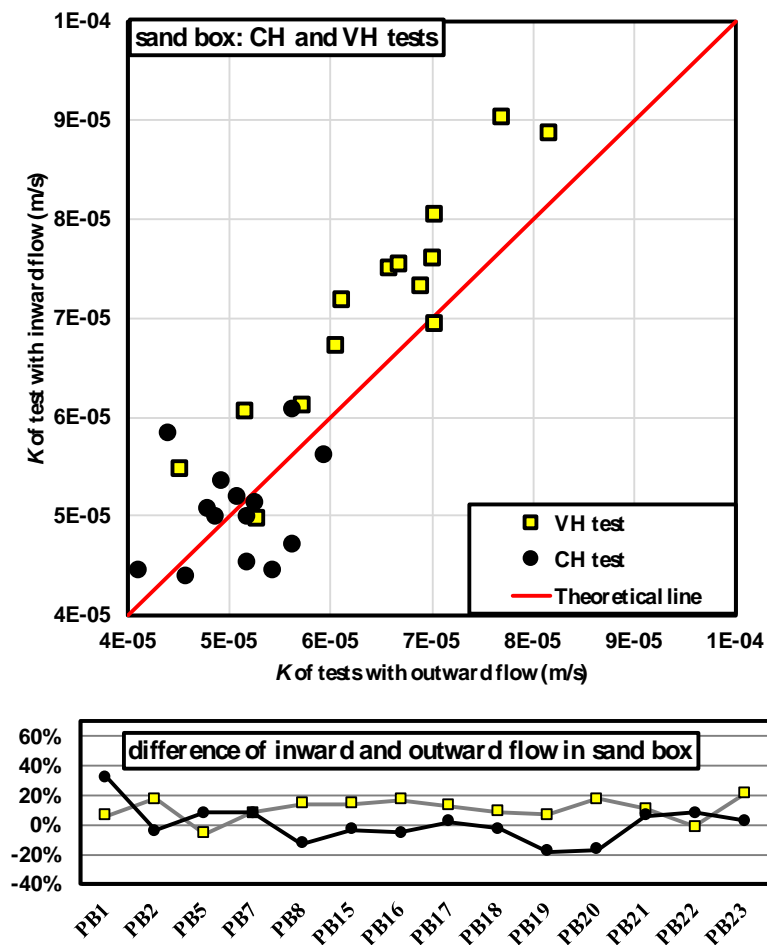 sand box: CH and VH tests
1E-04
9E-05
8E-05
7E-05
6E-05
5E-05
4E-05
K of test with inward flow (m/s)
VH test
CH test
Theoretical line
4E-05 5E-05 6E-05 7E-05 8E-05 9E-05 1E-04
K of tests with outward flow (m/s)
difference of inward and outward flow in sand box
60%
40%
20%
0%
-20%
-40%
PB1 PB2 PB5 PB7 PB8 PB15 PB16 PB17 PB18 PB19 PB20 PB21 PB22 PB23